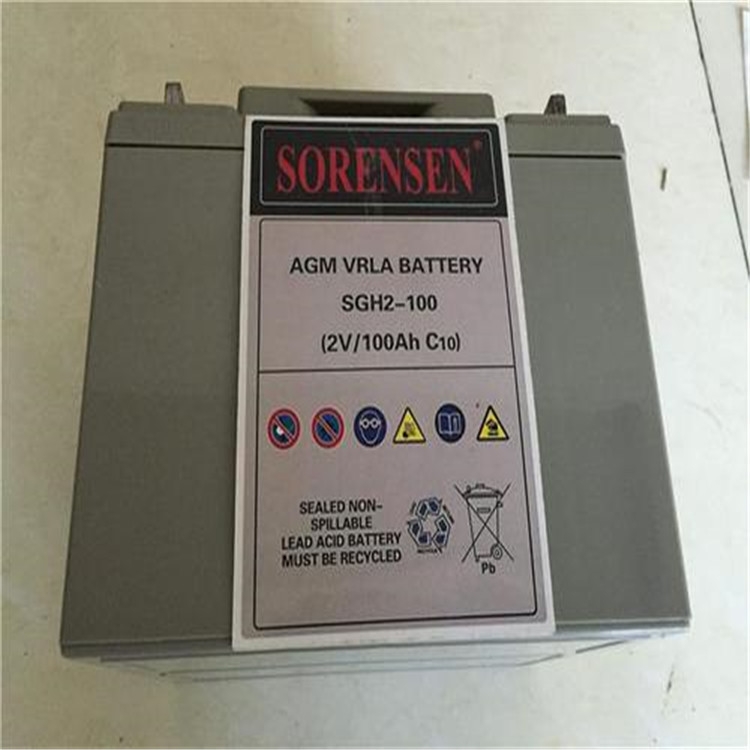 SORENSEN®
AGM VRLA BATTERY
SGH2-100
(2V/100Ah C10)
SEALED NON-
SPILLABLE
LEAD ACID BATTERY
MUST BE RECYCLED
Pb